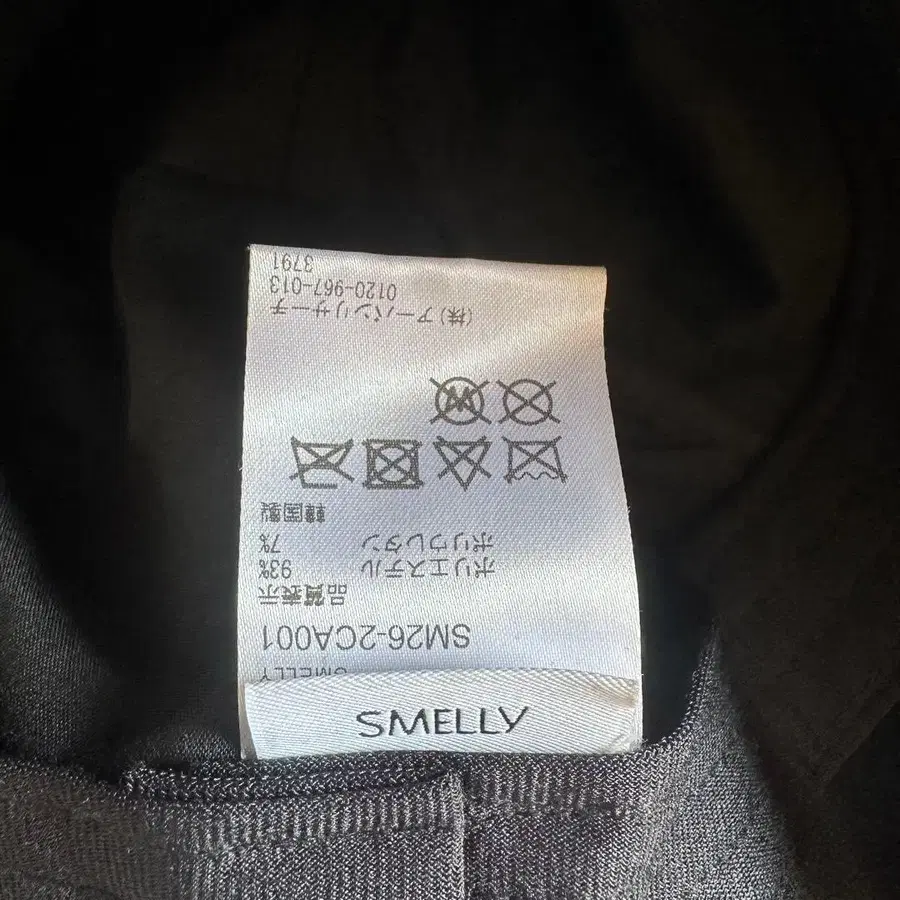 SMELLY
SMELLY
SM26-2CA001
品質表示
ポリエステル 93%
ポリウレタン 7%
韓国製
W
(株)アーバンリサーチ
0120-967-013
3791